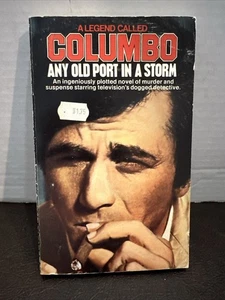 A LEGEND CALLED
COLUMBO
ANY OLD PORT IN A STORM
An ingeniously plotted novel of murder and
suspense starring television's dogged detective.